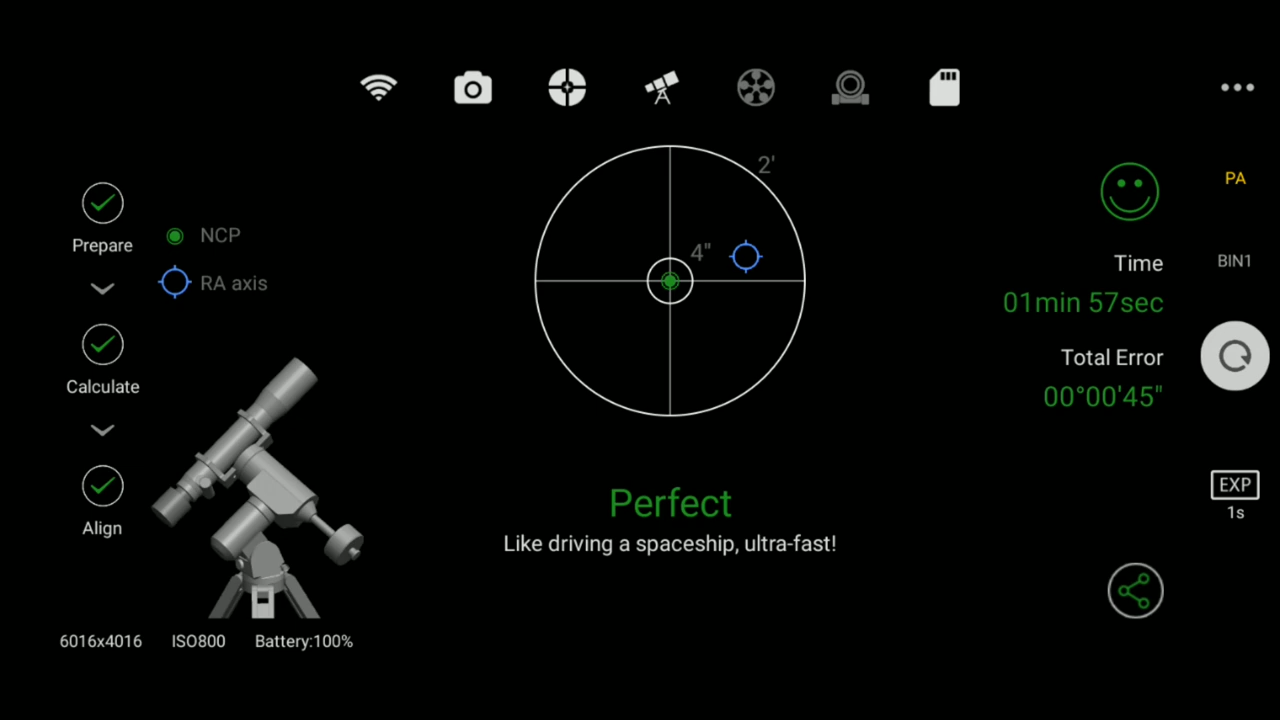 2'
PA
Prepare
NCP
4"
Time
BIN1
RA axis
01min 57sec
Calculate
Total Error
00°00'45"
Align
Perfect
EXP
1s
Like driving a spaceship, ultra-fast!
6016x4016 ISO800 Battery:100%